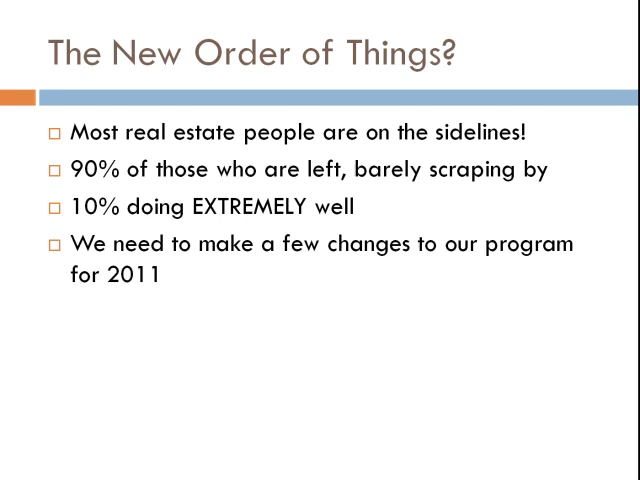 The New Order of Things?
Most real estate people are on the sidelines!
90% of those who are left, barely scraping by
10% doing EXTREMELY well
We need to make a few changes to our program
for 2011